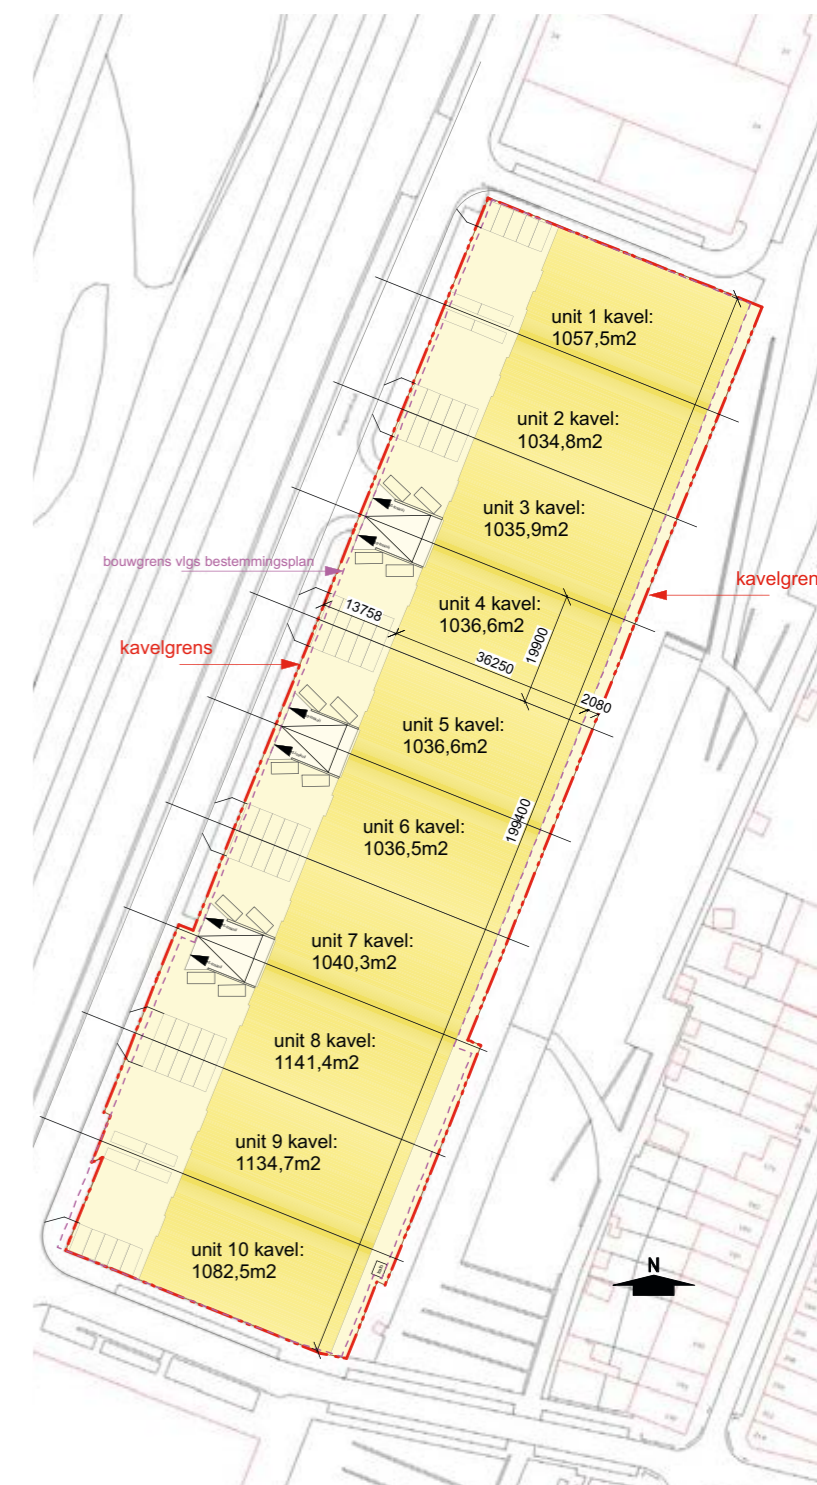 unit 1 kavel:
1057,5m2
unit 2 kavel:
1034,8m2
unit 3 kavel:
1035,9m2
bouwgrens vlgs bestemmingsplan
kavelgren
unit 4 kavel:
1036,6m2
13758
19900
kavelgrens
36250
2080
unit 5 kavel:
1036,6m2
199400
unit 6 kavel:
1036,5m2
unit 7 kavel:
1040,3m2
unit 8 kavel:
1141,4m2
unit 9 kavel:
1134,7m2
unit 10 kavel:
1082,5m2
N